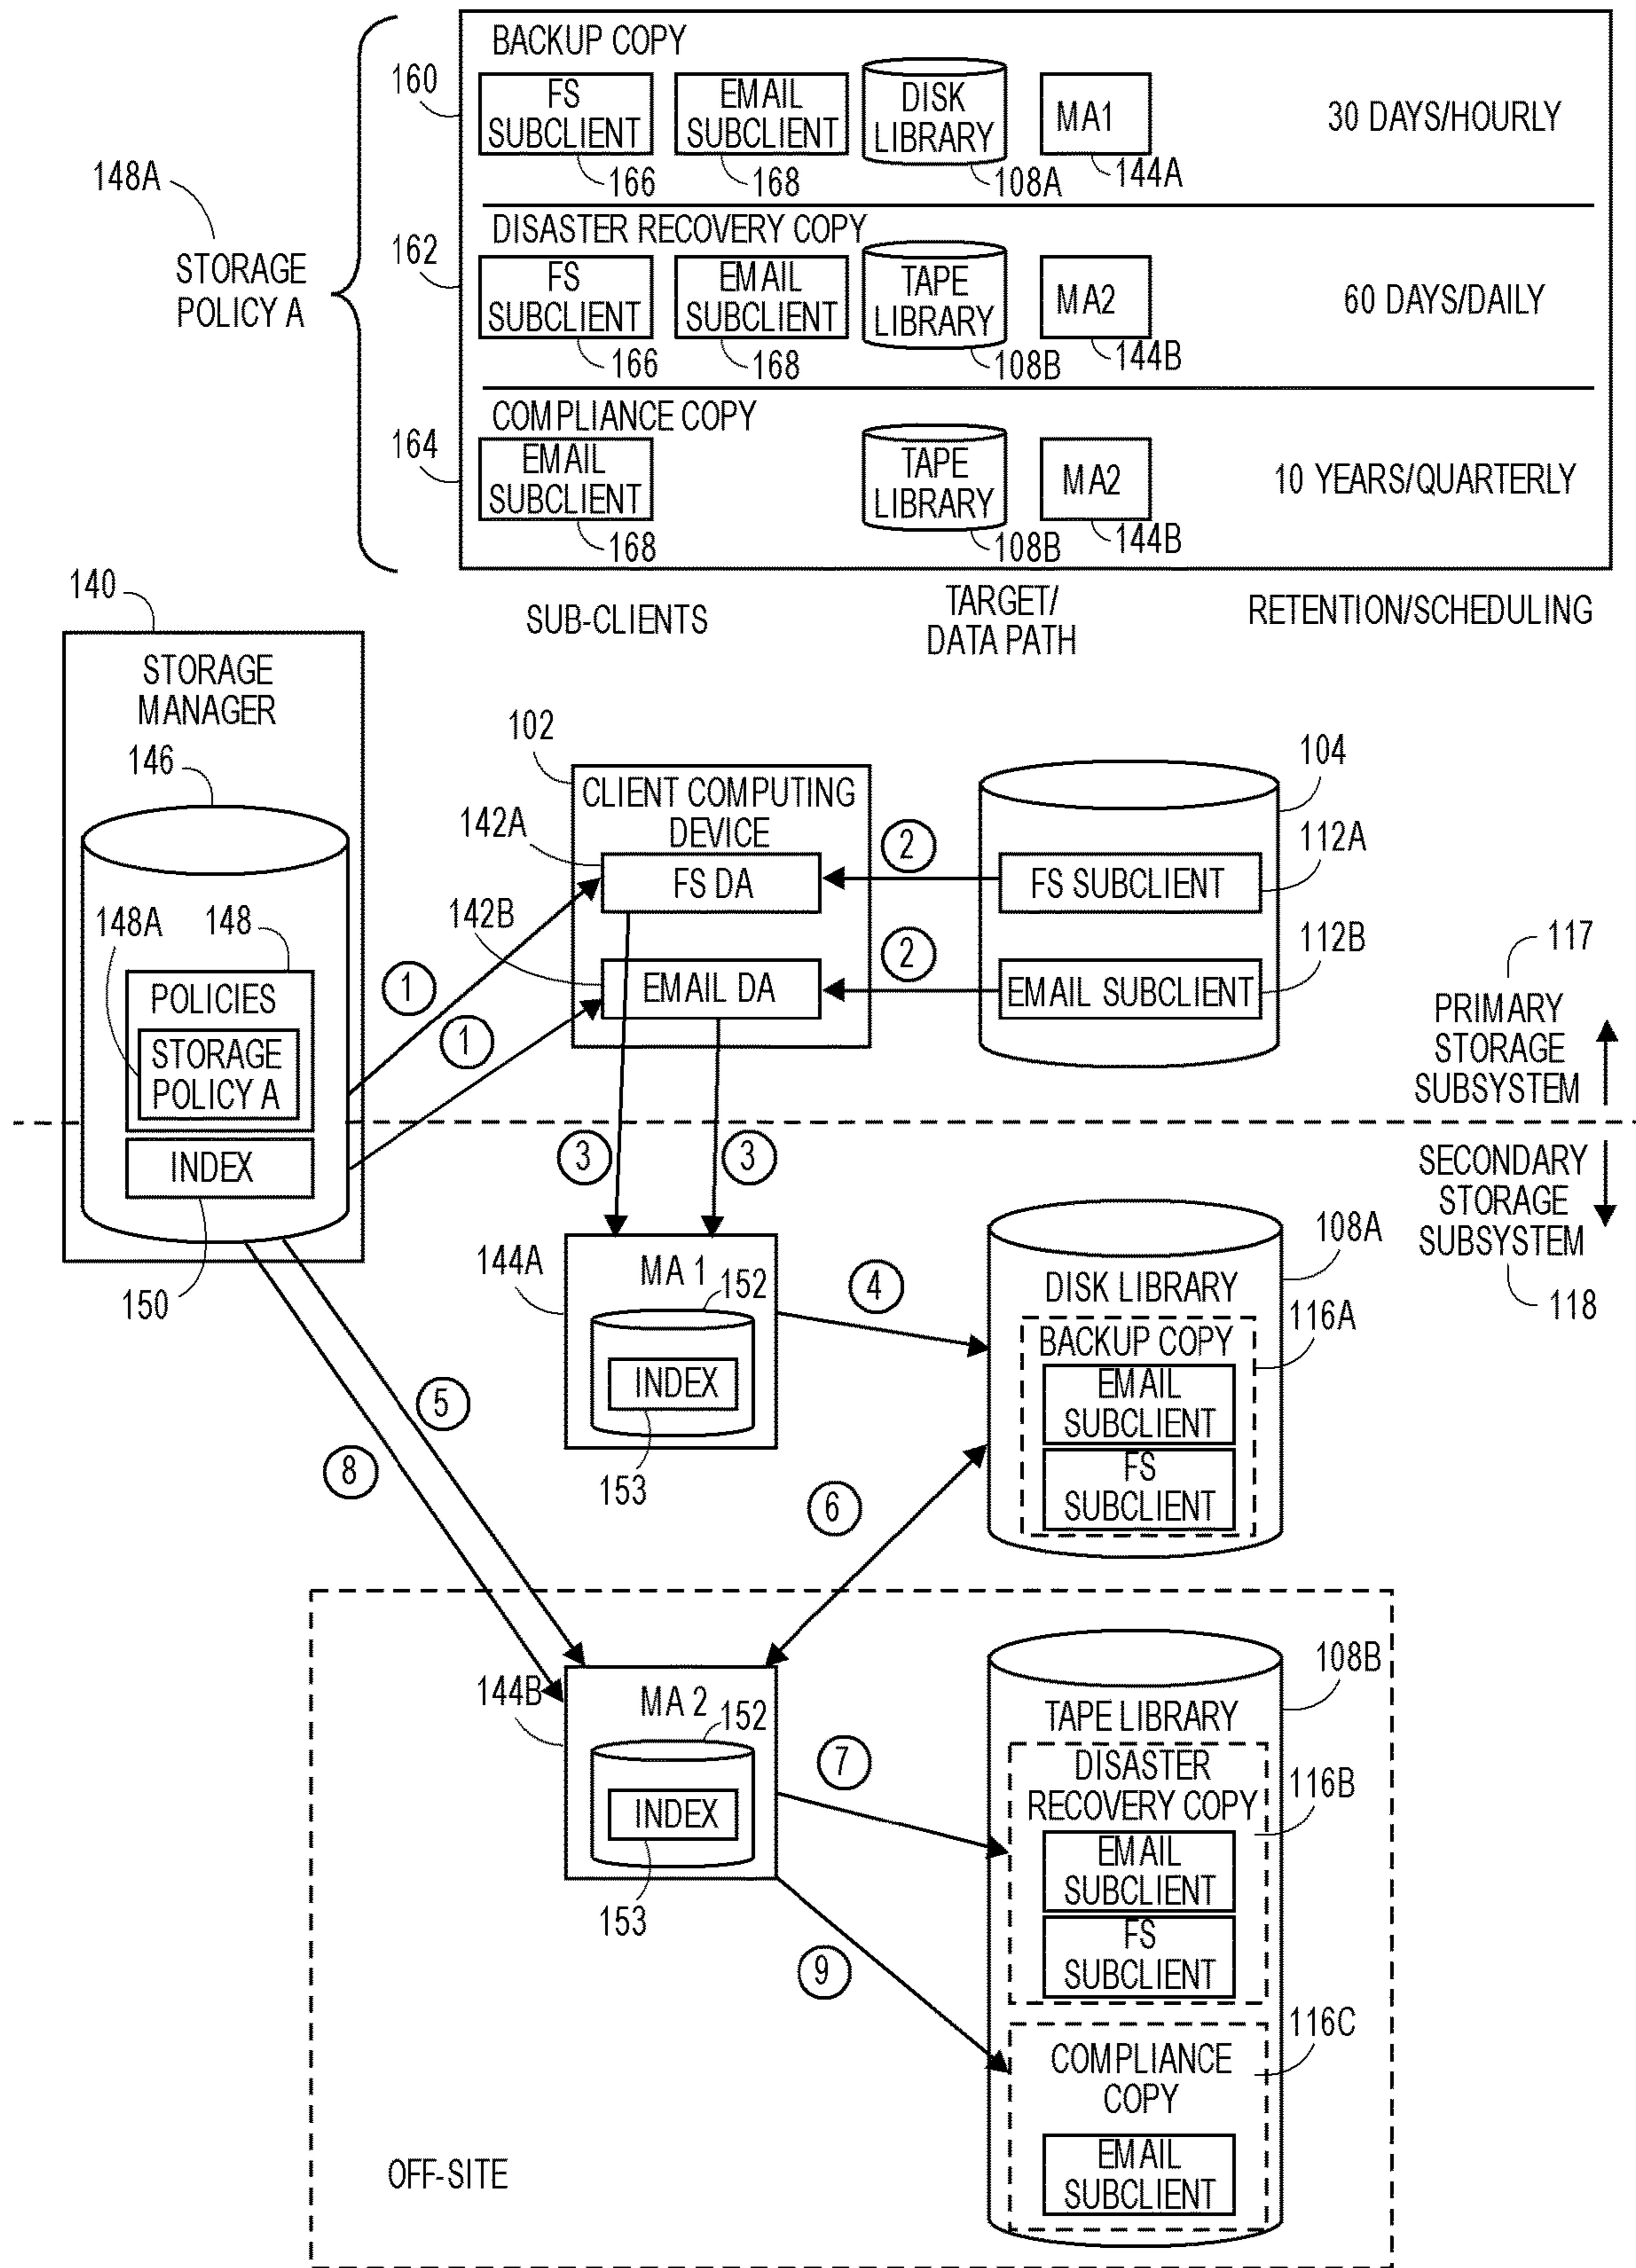 BACKUP COPY
160
FS
SUBCLIENT
166
EMAIL
SUBCLIENT
168
DISK
LIBRARY
108A
MA1
144A
30 DAYS/HOURLY
148A
STORAGE
POLICY A
DISASTER RECOVERY COPY
162
FS
SUBCLIENT
166
EMAIL
SUBCLIENT
168
TAPE
LIBRARY
108B
MA2
144B
60 DAYS/DAILY
COMPLIANCE COPY
164
EMAIL
SUBCLIENT
168
TAPE
LIBRARY
108B
MA2
144B
10 YEARS/QUARTERLY
SUB-CLIENTS
TARGET/
DATA PATH
RETENTION/SCHEDULING
140
STORAGE
MANAGER
146
148A
148
POLICIES
STORAGE
POLICY A
INDEX
150
1
1
102
CLIENT COMPUTING
DEVICE
142A
FS DA
142B
EMAIL DA
2
2
104
FS SUBCLIENT
112A
EMAIL SUBCLIENT
112B
117
PRIMARY
STORAGE
SUBSYSTEM
SECONDARY
STORAGE
SUBSYSTEM
118
3
3
144A
MA 1
152
INDEX
153
4
108A
DISK LIBRARY
BACKUP COPY
116A
EMAIL
SUBCLIENT
FS
SUBCLIENT
5
8
6
144B
MA 2
152
INDEX
153
7
9
108B
TAPE LIBRARY
DISASTER
RECOVERY COPY
116B
EMAIL
SUBCLIENT
FS
SUBCLIENT
116C
COMPLIANCE
COPY
EMAIL
SUBCLIENT
OFF-SITE